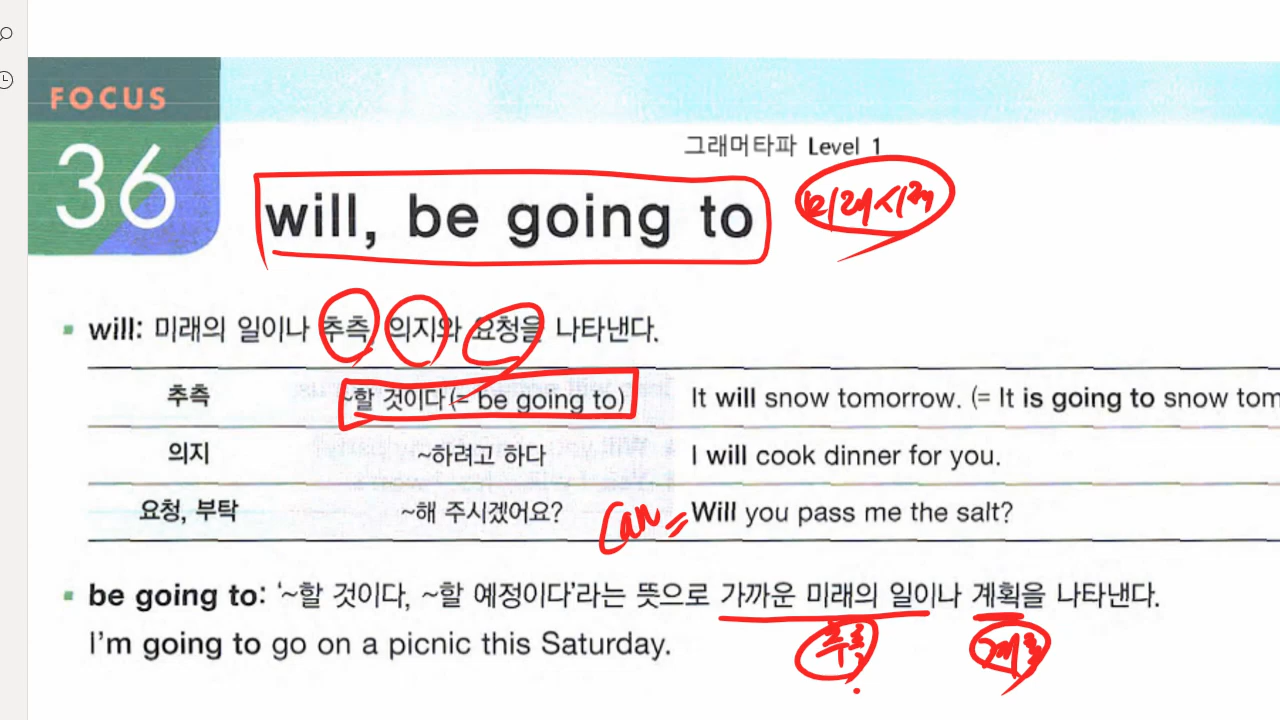 FOCUS
36
그래머타파 Level 1
will, be going to 미래시제
will: 미래의 일이나 추측, 의지와 요청을 나타낸다.
추측 ~할 것이다(= be going to) It will snow tomorrow. (= It is going to snow tom
의지 ~하려고 하다 I will cook dinner for you.
요청, 부탁 ~해 주시겠어요? Can = Will you pass me the salt?
be going to: ‘~할 것이다, ~할 예정이다’라는 뜻으로 가까운 미래의 일이나 계획을 나타낸다.
추측
I’m going to go on a picnic this Saturday.